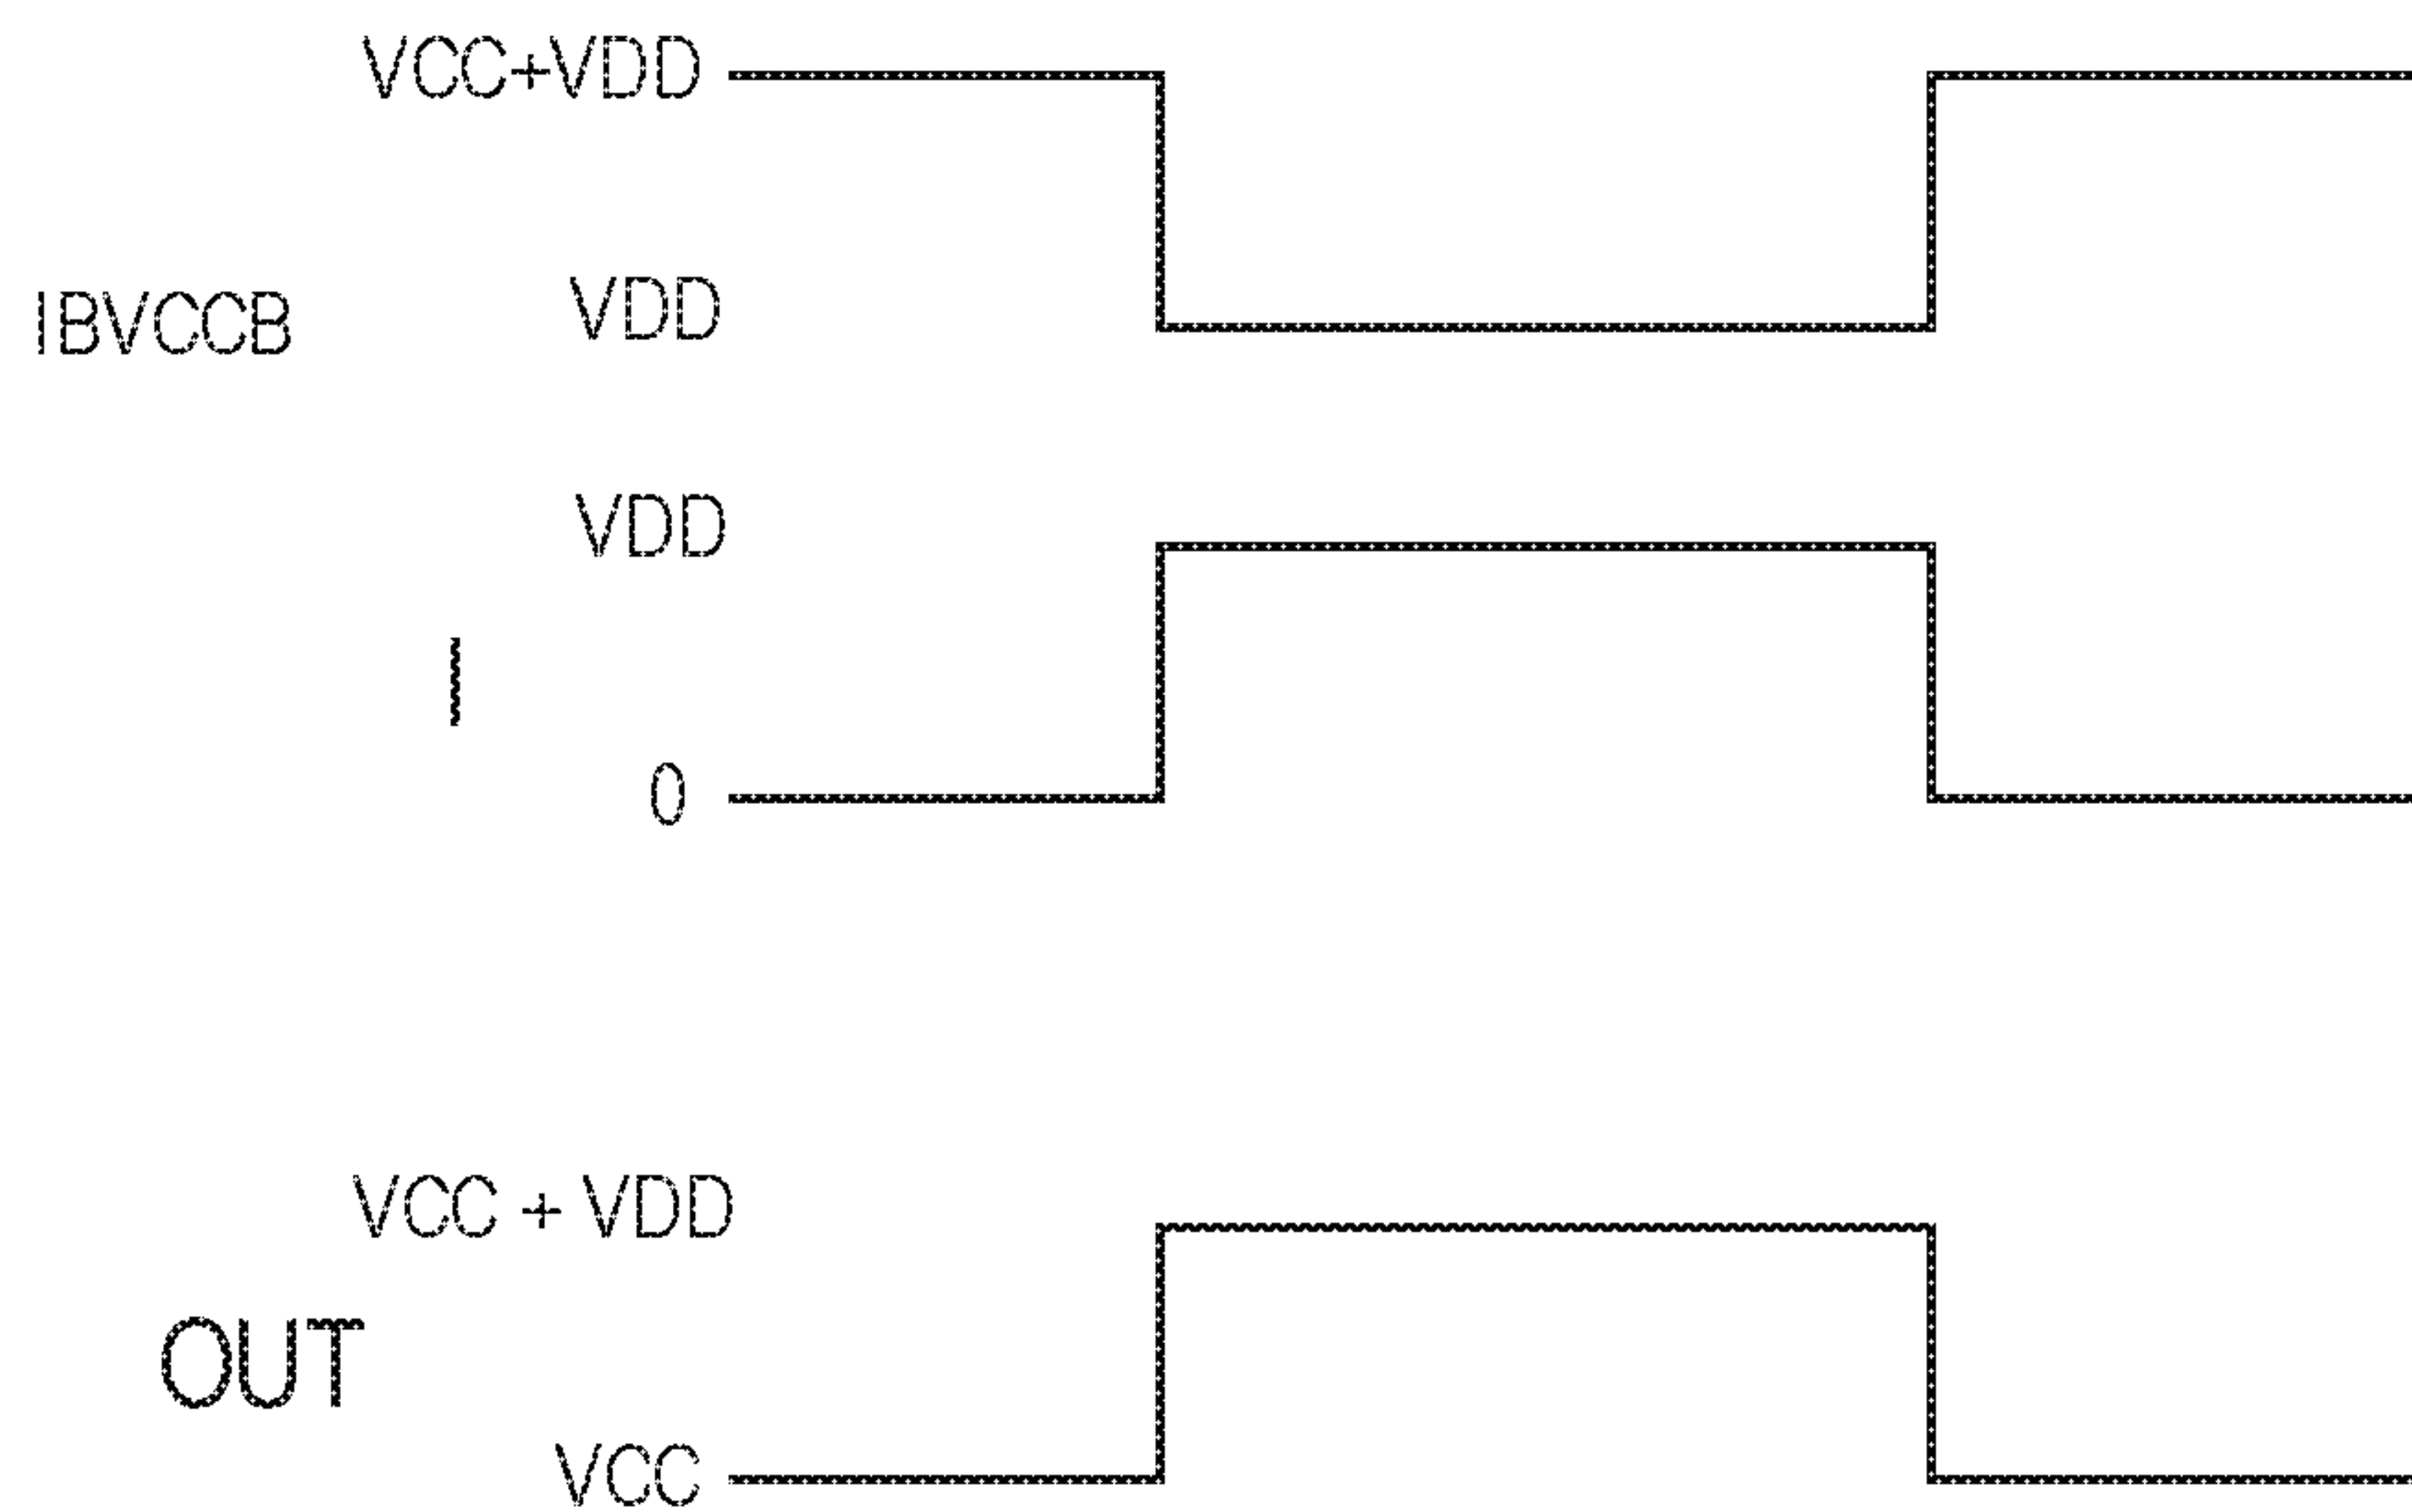 VCC+VDD
IBVCCB
VDD
VDD
I
0
VCC + VDD
OUT
VCC